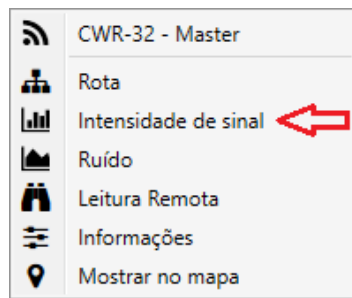 CWR-32 - Master
Rota
Intensidade de sinal
Ruído
Leitura Remota
Informações
Mostrar no mapa